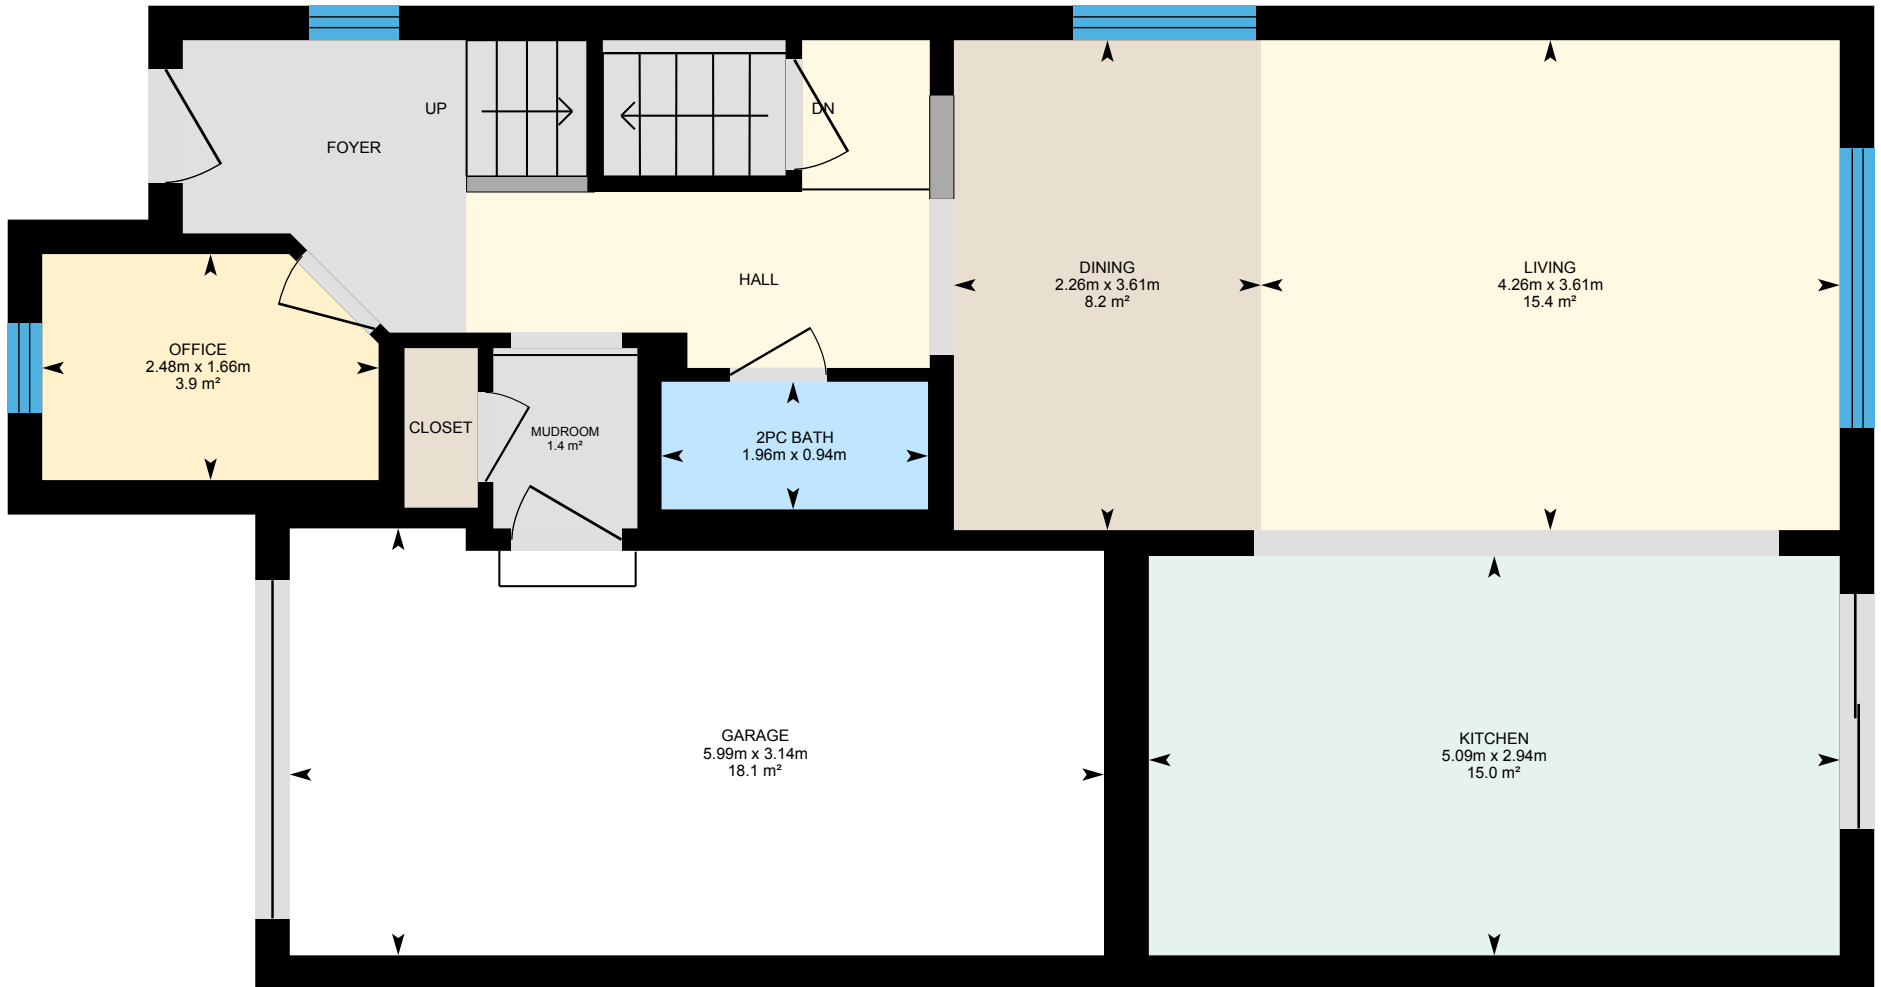 UP
DN
FOYER
HALL
DINING
2.26m x 3.61m
8.2 m²
LIVING
4.26m x 3.61m
15.4 m²
OFFICE
2.48m x 1.66m
3.9 m²
CLOSET
MUDROOM
1.4 m²
2PC BATH
1.96m x 0.94m
GARAGE
5.99m x 3.14m
18.1 m²
KITCHEN
5.09m x 2.94m
15.0 m²